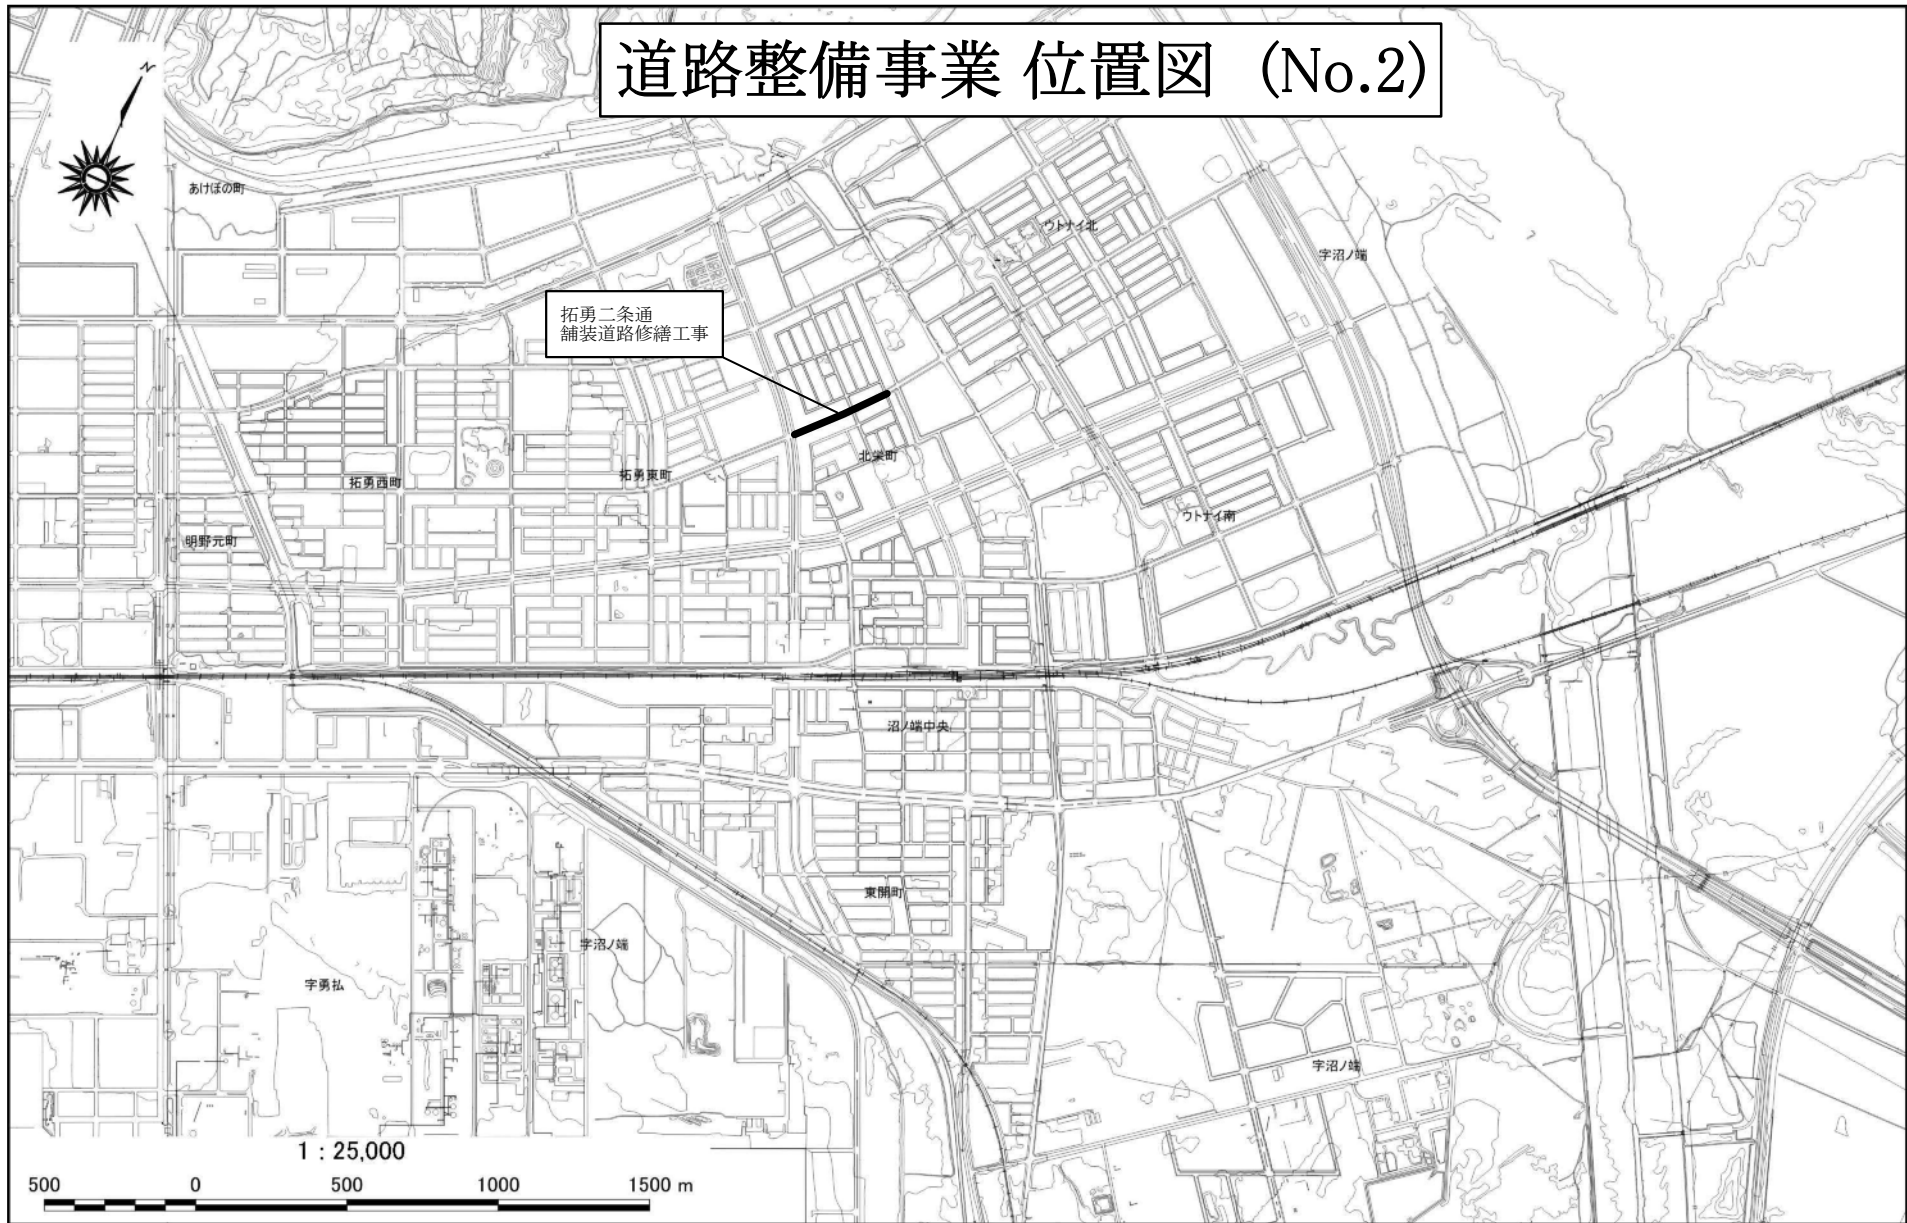 道路整備事業 位置図 (No.2)
N
あけぼの町
ウトナイ北
字沼ノ端
拓勇二条通
舗装道路修繕工事
北栄町
拓勇東町
拓勇西町
ウトナイ南
明野元町
沼ノ端中央
東開町
字沼ノ端
字勇払
字沼ノ端
1 : 25,000
500 0 500 1000 1500 m